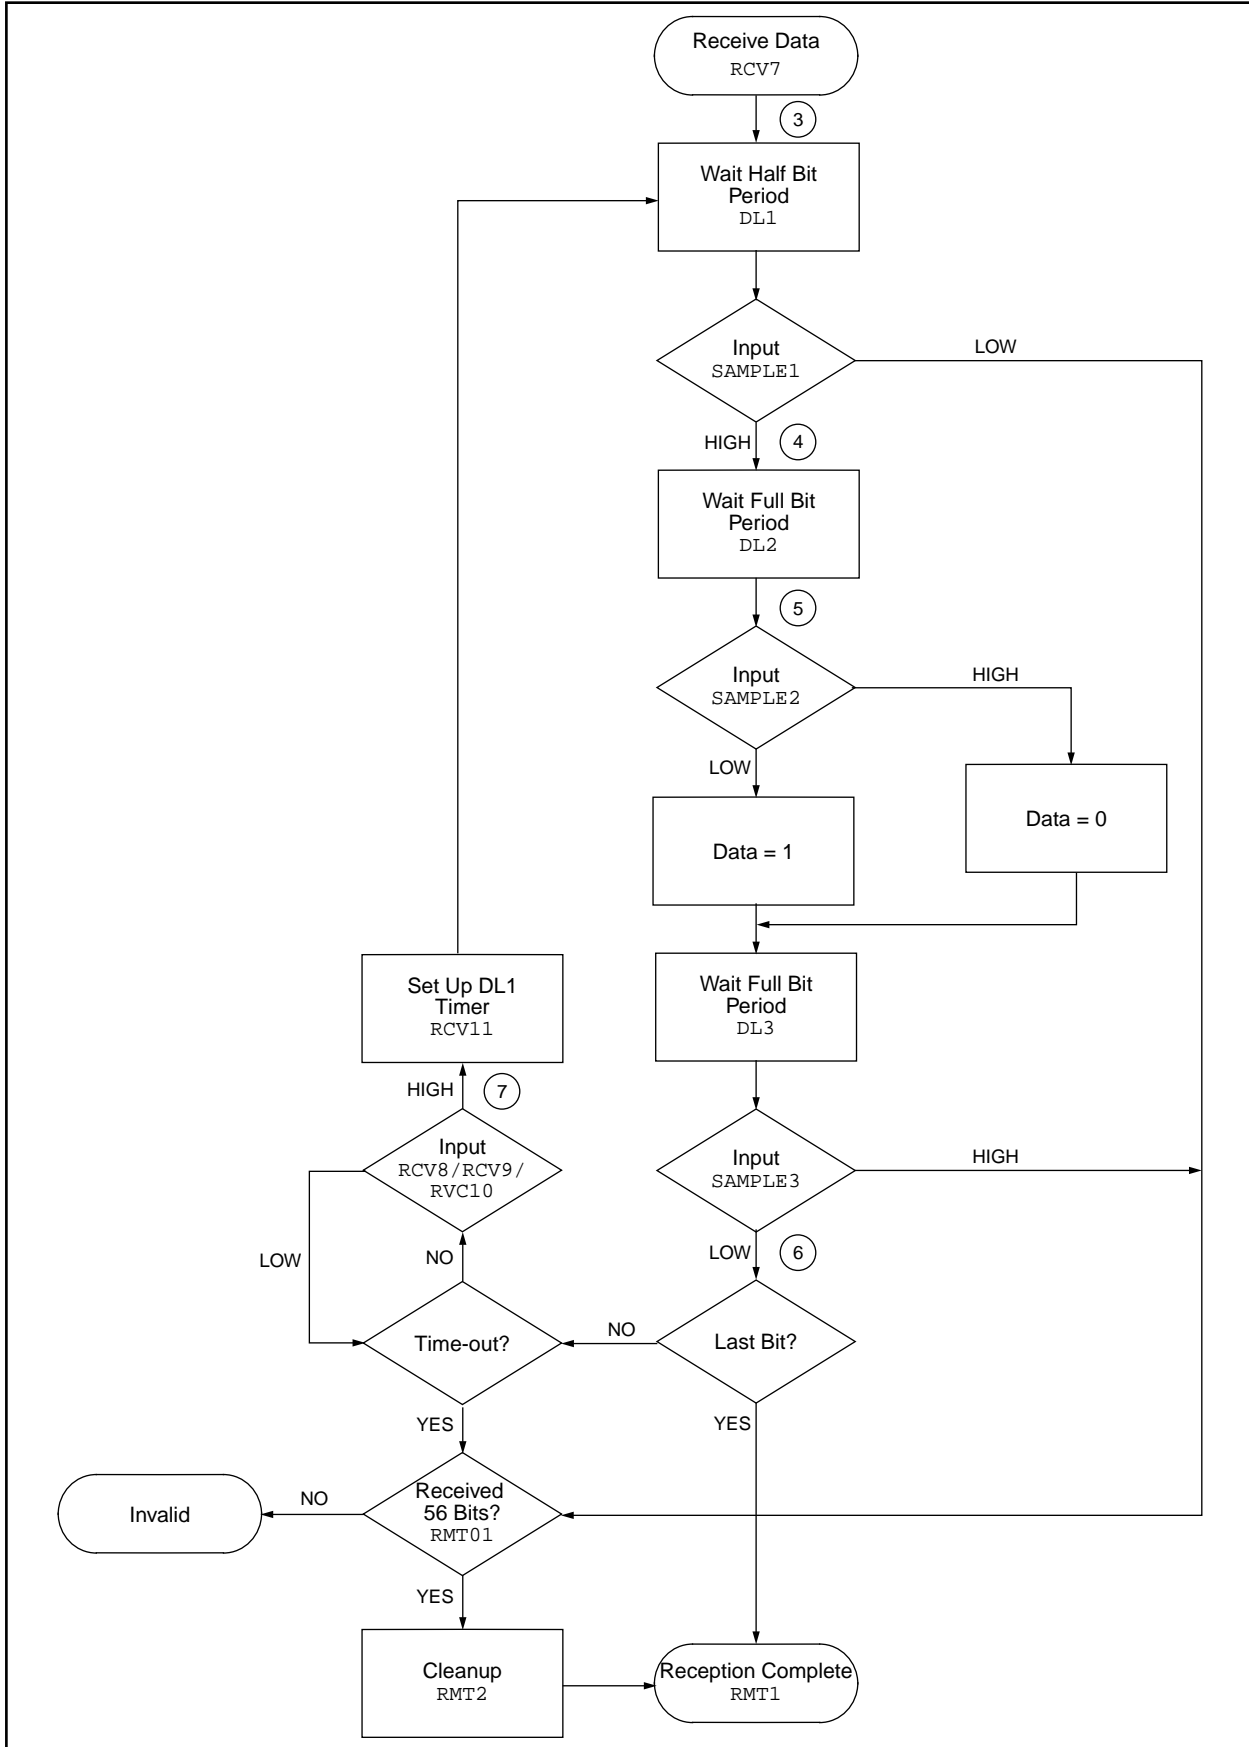 Receive Data
RCV7
3
Wait Half Bit
Period
DL1
Input
SAMPLE1
LOW
HIGH
4
Wait Full Bit
Period
DL2
5
Input
SAMPLE2
HIGH
LOW
Data = 1
Data = 0
Set Up DL1
Timer
RCV11
Wait Full Bit
Period
DL3
HIGH
7
Input
RCV8/RCV9/
RVC10
Input
SAMPLE3
HIGH
LOW
NO
LOW
6
Time-out?
NO
Last Bit?
YES
YES
Invalid
NO
Received
56 Bits?
RMT01
YES
Cleanup
RMT2
Reception Complete
RMT1